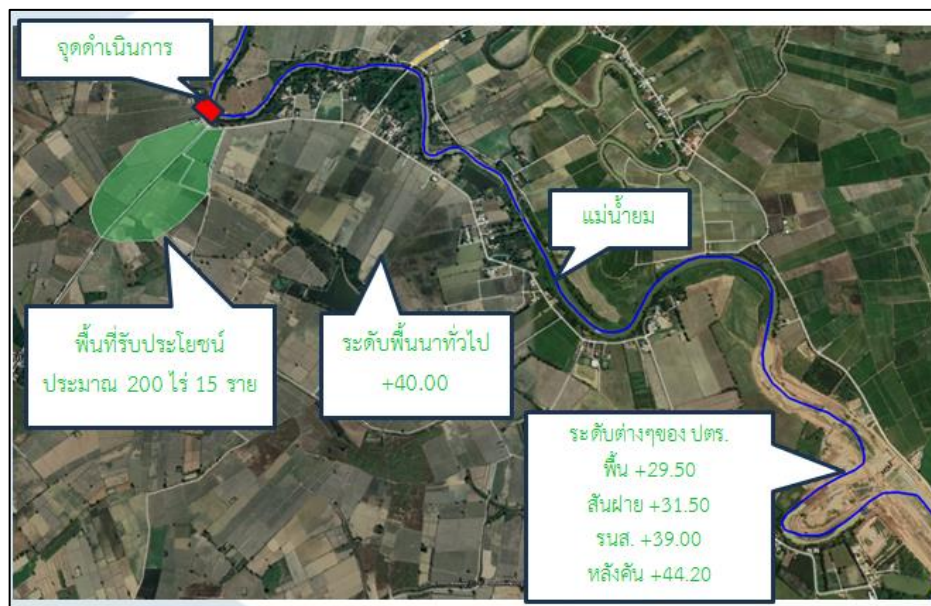 จุดดำเนินการ
แม่น้ำยม
พื้นที่รับประโยชน์
ประมาณ 200 ไร่ 15 ราย
ระดับพื้นนาทั่วไป
+40.00
ระดับต่างๆของ ปตร.
พื้น +29.50
สันฝาย +31.50
รนส. +39.00
หลังคัน +44.20